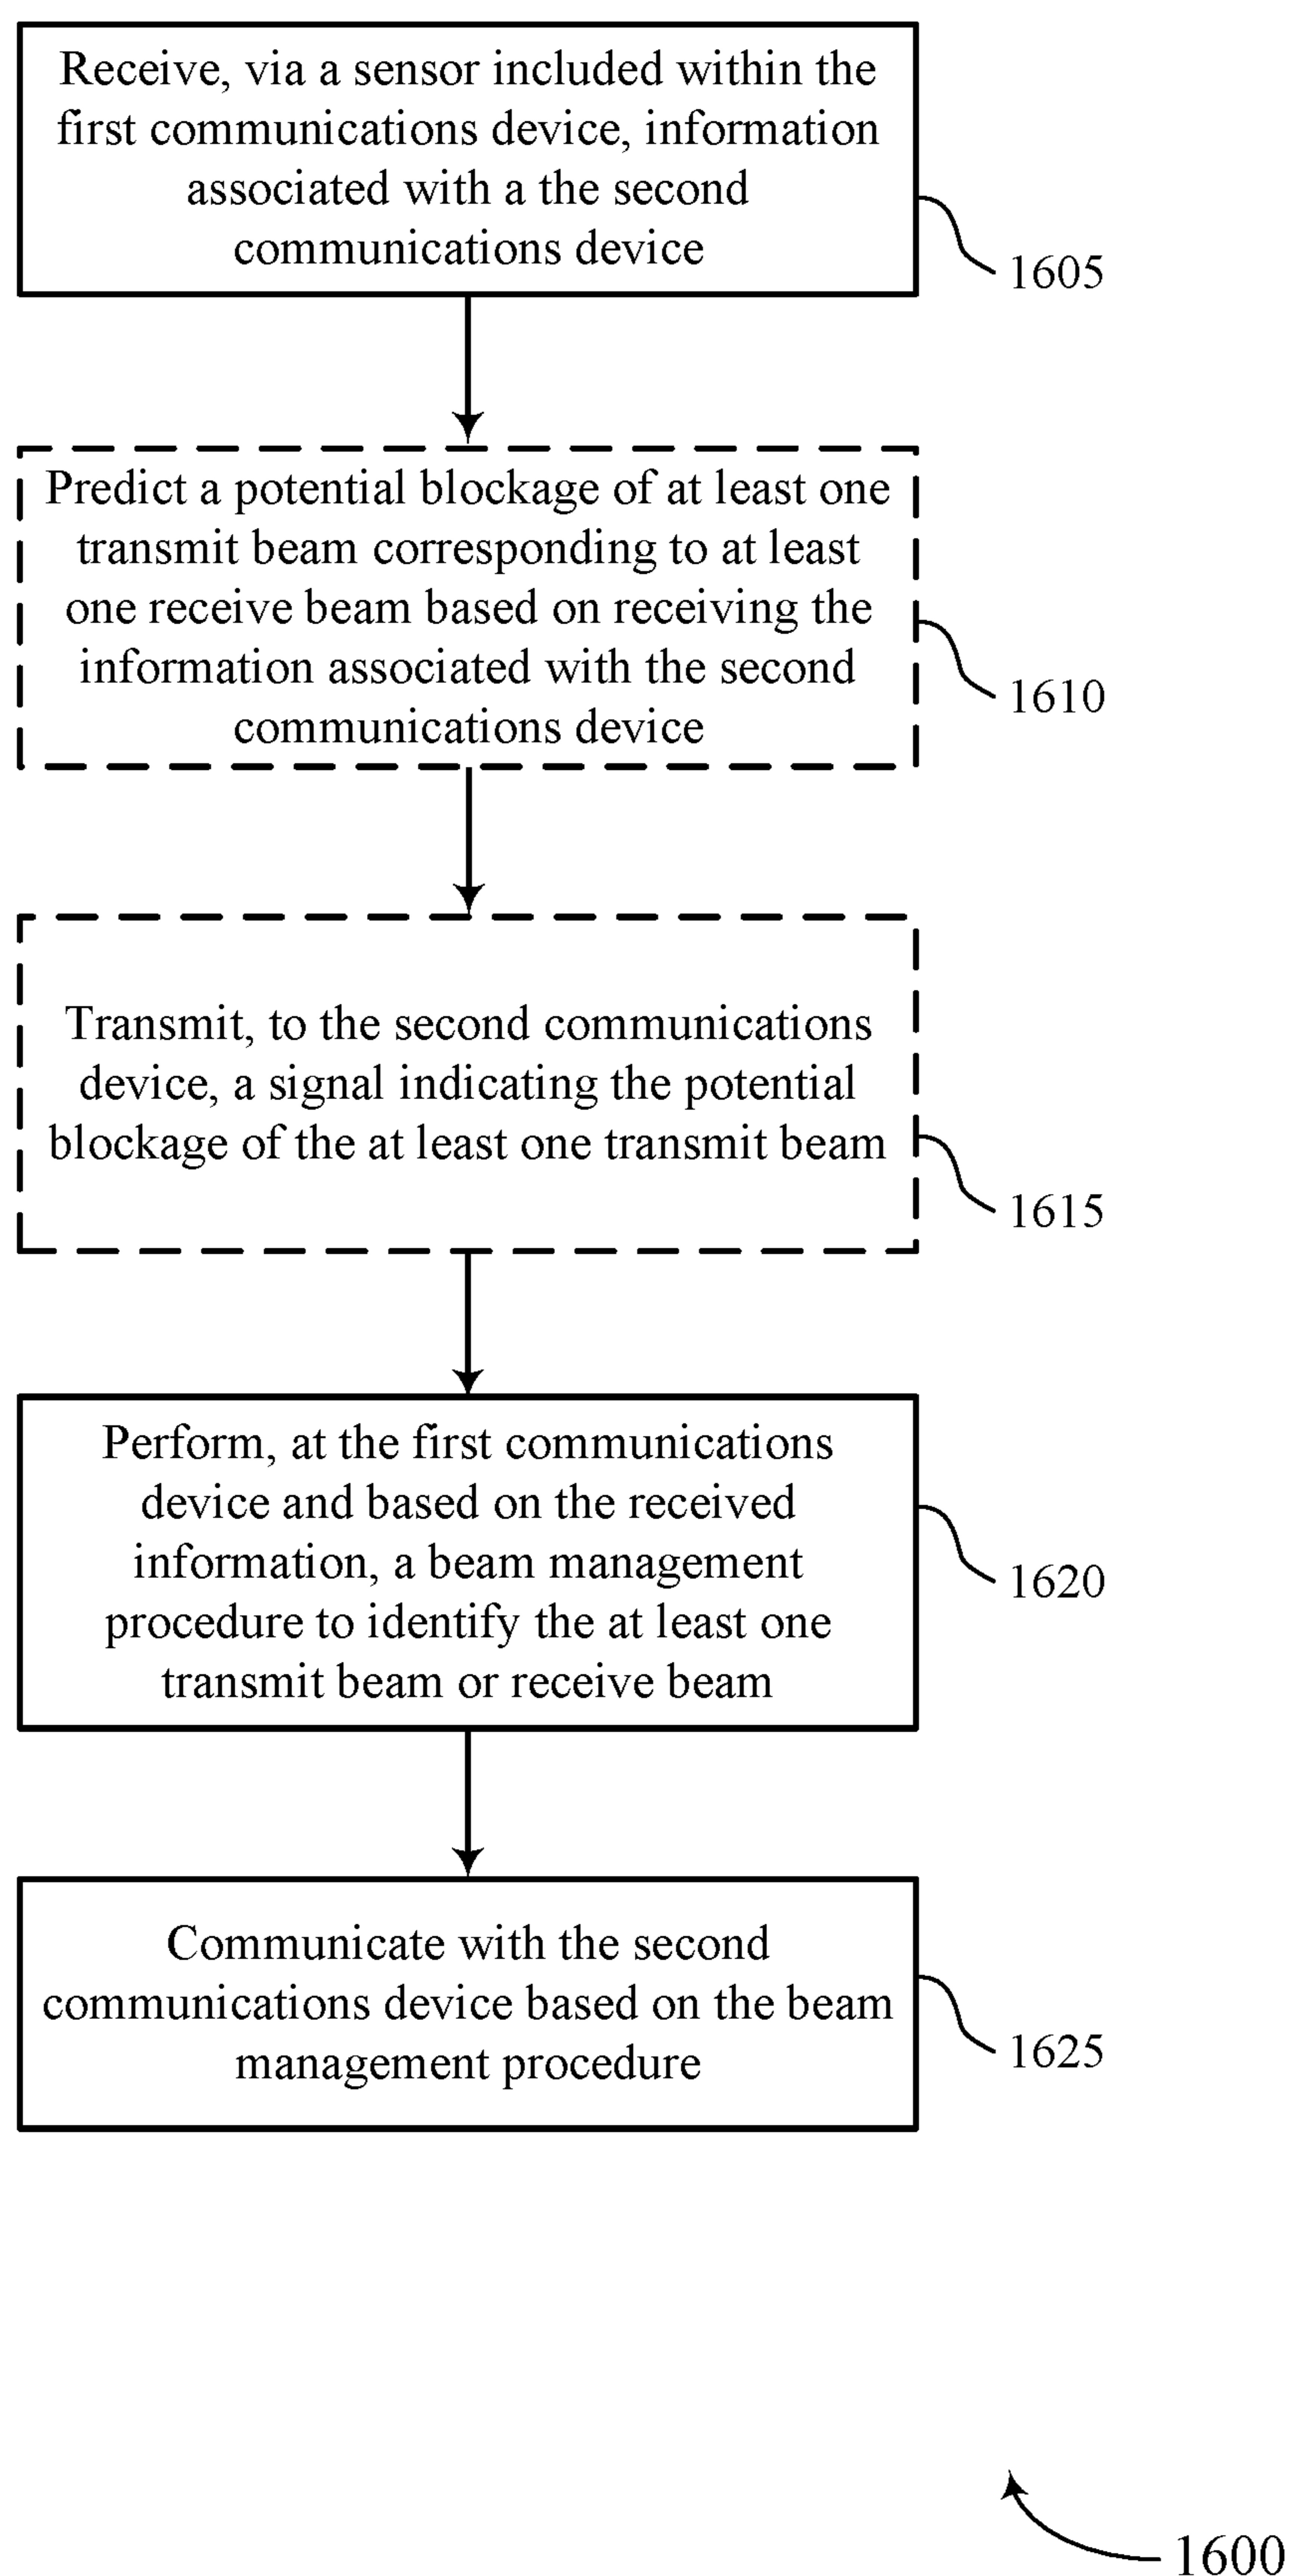 Receive, via a sensor included within the
first communications device, information
associated with a the second
communications device
1605
Predict a potential blockage of at least one
transmit beam corresponding to at least
one receive beam based on receiving the
information associated with the second
communications device
1610
Transmit, to the second communications
device, a signal indicating the potential
blockage of the at least one transmit beam
1615
Perform, at the first communications
device and based on the received
information, a beam management
procedure to identify the at least one
transmit beam or receive beam
1620
Communicate with the second
communications device based on the beam
management procedure
1625
1600